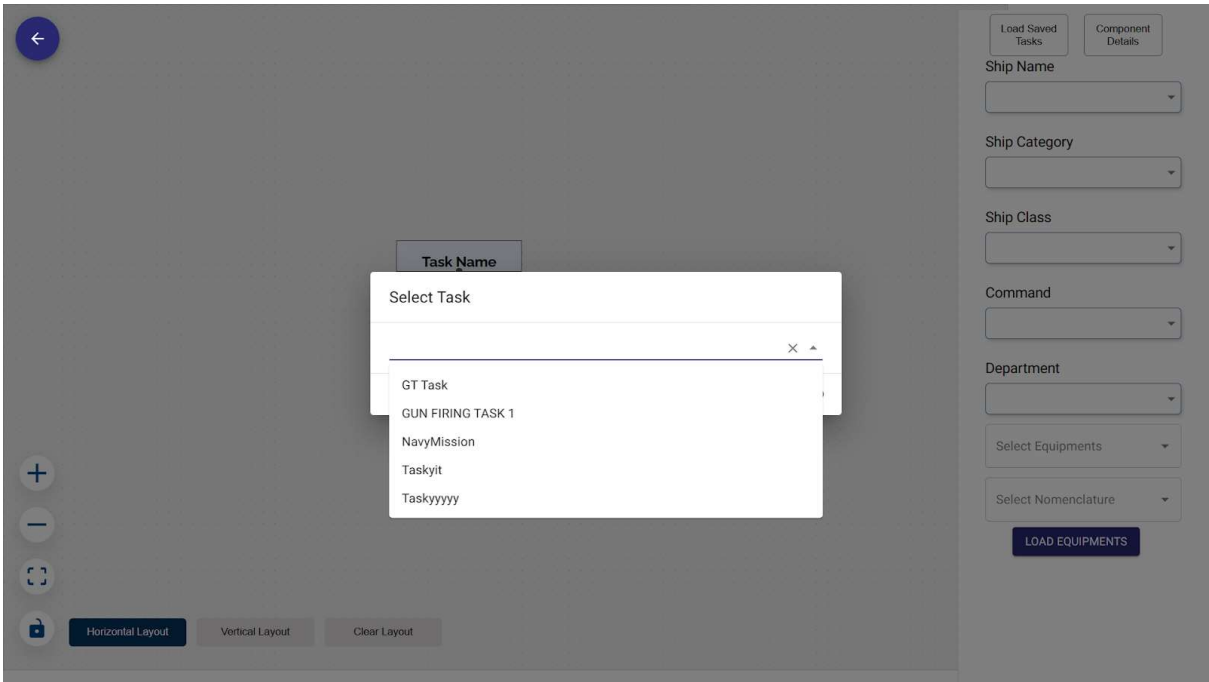 Load Saved
Tasks
Component
Details
Ship Name
Ship Category
Ship Class
Task Name
Select Task
Command
Department
GT Task
GUN FIRING TASK 1
NavyMission
Taskyit
Taskyyyyy
Select Equipments
Select Nomenclature
LOAD EQUIPMENTS
Horizontal Layout
Vertical Layout
Clear Layout